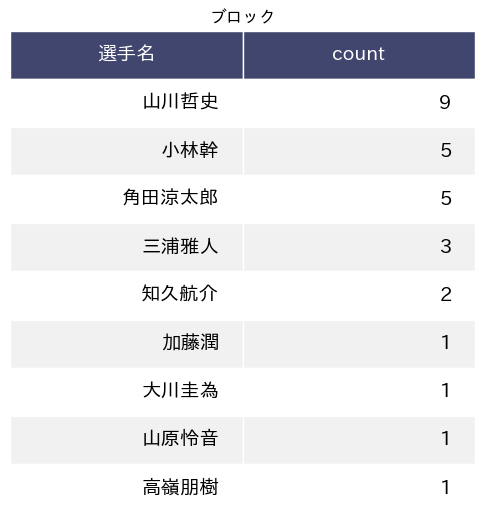 ブロック
選手名 count
山川哲史 9
小林幹 5
角田涼太郎 5
三浦雅人 3
知久航介 2
加藤潤 1
大川圭為 1
山原怜音 1
高嶺朋樹 1